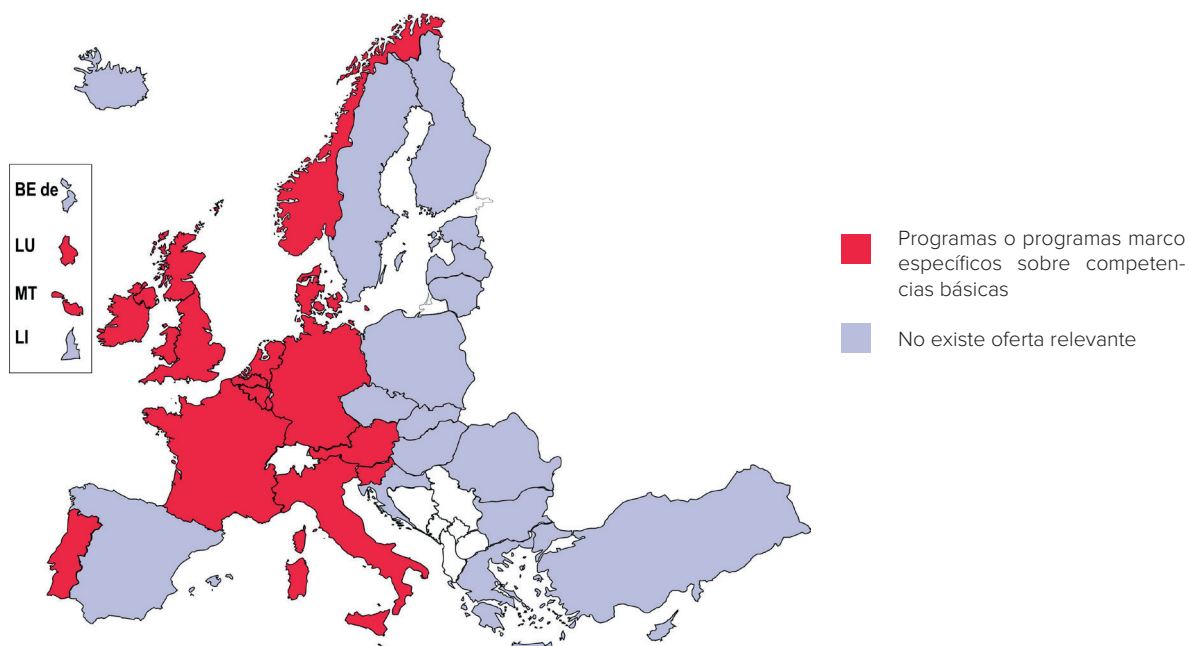 BE de
LU
MT
LI
Programas o programas marco
específicos sobre competen-
cias básicas
No existe oferta relevante